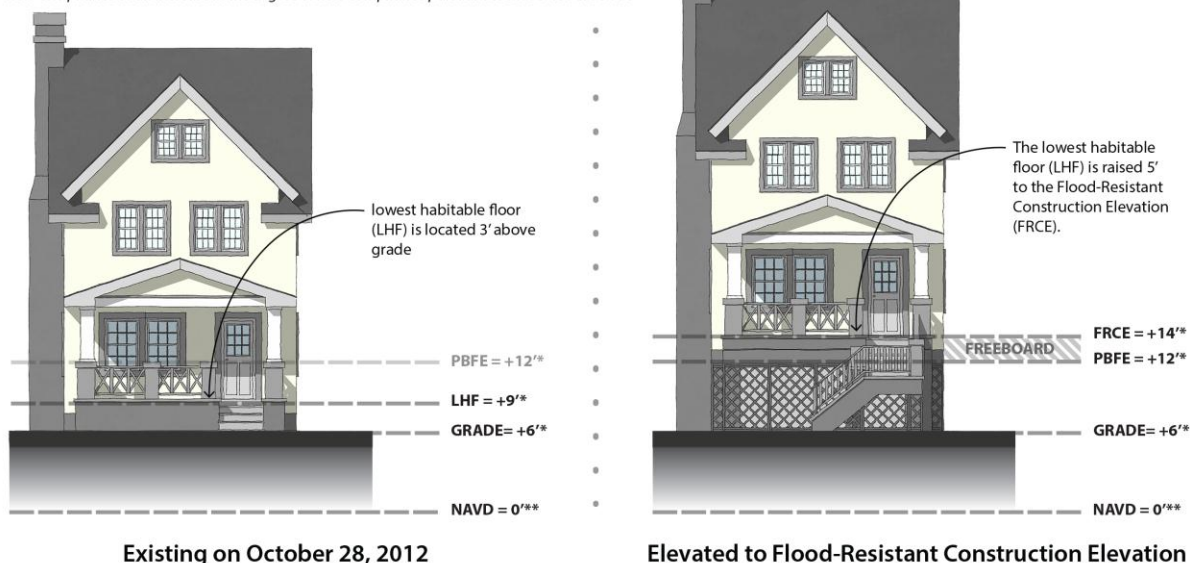 lowest habitable floor
(LHF) is located 3' above
grade
PBFE = +12'*
LHF = +9'*
GRADE= +6'*
NAVD = 0'**
Existing on October 28, 2012
The lowest habitable
floor (LHF) is raised 5'
to the Flood-Resistant
Construction Elevation
(FRCE).
FRCE = +14'*
FREEBOARD
PBFE = +12'*
GRADE= +6'*
NAVD = 0'**
Elevated to Flood-Resistant Construction Elevation